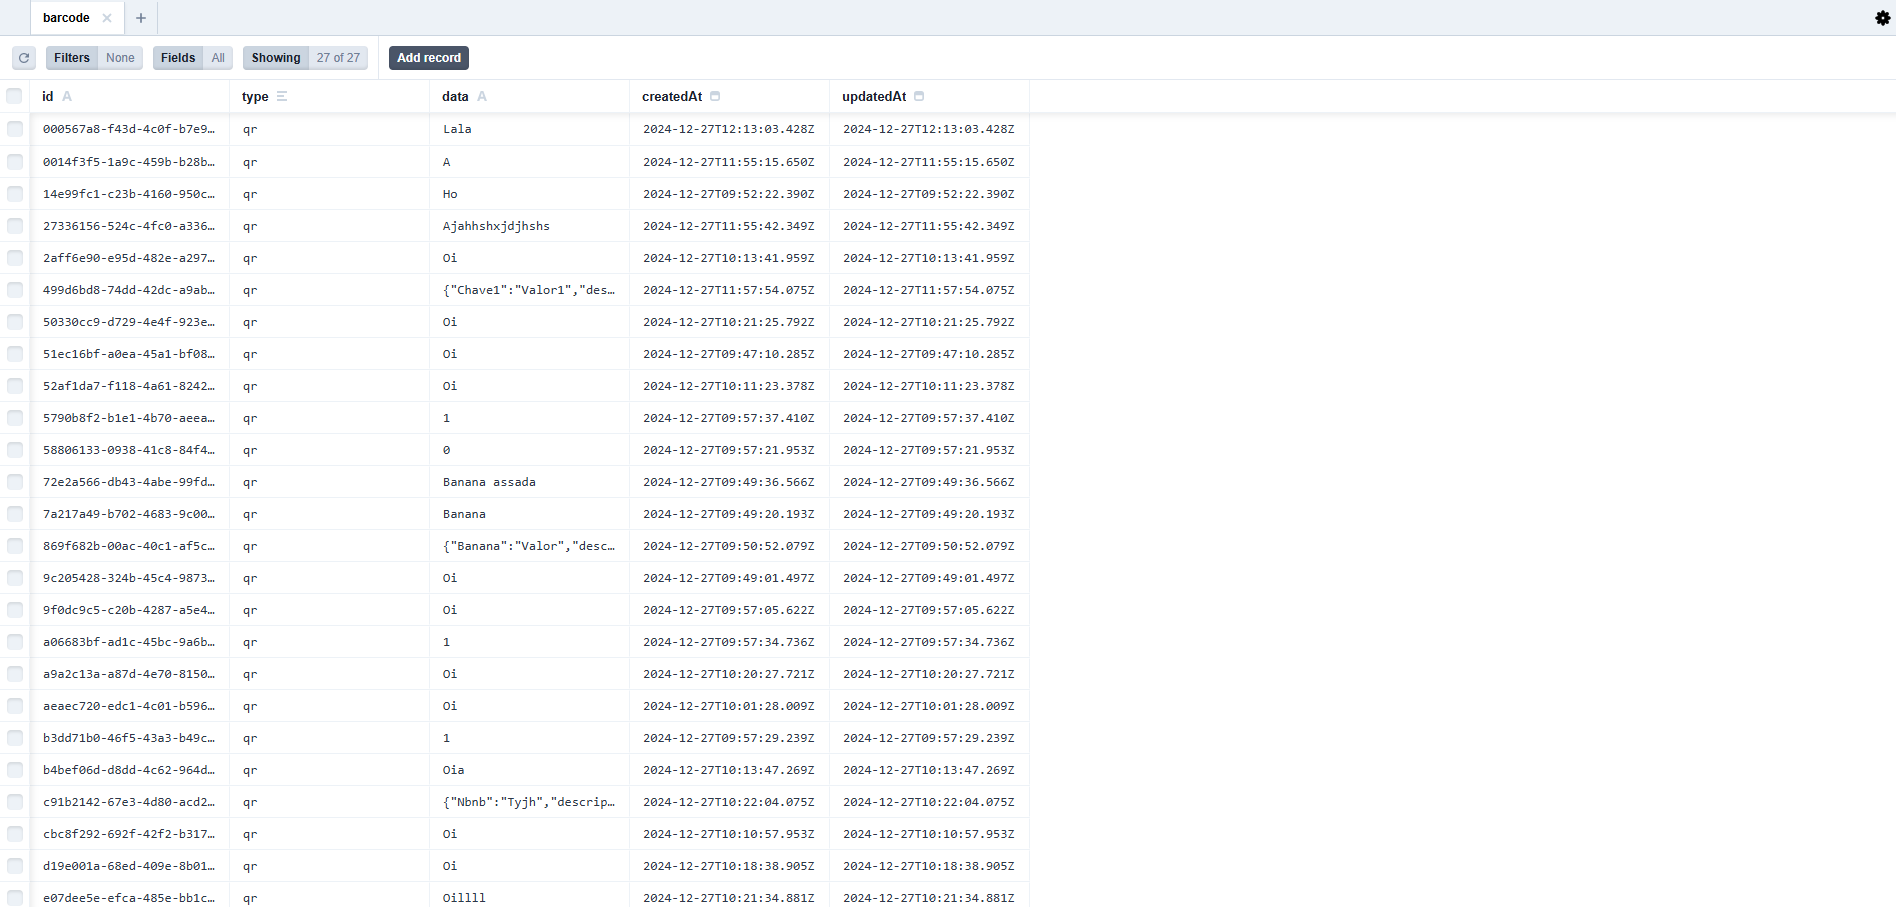 barcode
Filters None Fields All Showing 27 of 27 Add record
id A type data A createdAt updatedAt
000567a8-f43d-4c0f-b7e9… qr Lala 2024-12-27T12:13:03.428Z 2024-12-27T12:13:03.428Z
0014f3f5-1a9c-459b-b28b… qr A 2024-12-27T11:55:15.650Z 2024-12-27T11:55:15.650Z
14e99fc1-c23b-4160-950c… qr Ho 2024-12-27T09:52:22.390Z 2024-12-27T09:52:22.390Z
27336156-524c-4fc0-a336… qr Ajahhshxjdjhshs 2024-12-27T11:55:42.349Z 2024-12-27T11:55:42.349Z
2aff6e90-e95d-482e-a297… qr Oi 2024-12-27T10:13:41.959Z 2024-12-27T10:13:41.959Z
499d6bd8-74dd-42dc-a9ab… qr {"Chave1":"Valor1","des… 2024-12-27T11:57:54.075Z 2024-12-27T11:57:54.075Z
50330cc9-d729-4e4f-923e… qr Oi 2024-12-27T10:21:25.792Z 2024-12-27T10:21:25.792Z
51ec16bf-a0ea-45a1-bf08… qr Oi 2024-12-27T09:47:10.285Z 2024-12-27T09:47:10.285Z
52af1da7-f118-4a61-8242… qr Oi 2024-12-27T10:11:23.378Z 2024-12-27T10:11:23.378Z
5790b8f2-b1e1-4b70-aeea… qr 1 2024-12-27T09:57:37.410Z 2024-12-27T09:57:37.410Z
58806133-0938-41c8-84f4… qr 0 2024-12-27T09:57:21.953Z 2024-12-27T09:57:21.953Z
72e2a566-db43-4abe-99fd… qr Banana assada 2024-12-27T09:49:36.566Z 2024-12-27T09:49:36.566Z
7a217a49-b702-4683-9c00… qr Banana 2024-12-27T09:49:20.193Z 2024-12-27T09:49:20.193Z
869f682b-00ac-40c1-af5c… qr {"Banana":"Valor","desc… 2024-12-27T09:50:52.079Z 2024-12-27T09:50:52.079Z
9c205428-324b-45c4-9873… qr Oi 2024-12-27T09:49:01.497Z 2024-12-27T09:49:01.497Z
9f0dc9c5-c20b-4287-a5e4… qr Oi 2024-12-27T09:57:05.622Z 2024-12-27T09:57:05.622Z
a06683bf-ad1c-45bc-9a6b… qr 1 2024-12-27T09:57:34.736Z 2024-12-27T09:57:34.736Z
a9a2c13a-a87d-4e70-8150… qr Oi 2024-12-27T10:20:27.721Z 2024-12-27T10:20:27.721Z
aeaec720-edc1-4c01-b596… qr Oi 2024-12-27T10:01:28.009Z 2024-12-27T10:01:28.009Z
b3dd71b0-46f5-43a3-b49c… qr 1 2024-12-27T09:57:29.239Z 2024-12-27T09:57:29.239Z
b4bef06d-d8dd-4c62-964d… qr Oia 2024-12-27T10:13:47.269Z 2024-12-27T10:13:47.269Z
c91b2142-67e3-4d80-acd2… qr {"Nbnb":"Tyjh","descrip… 2024-12-27T10:22:04.075Z 2024-12-27T10:22:04.075Z
cbc8f292-692f-42f2-b317… qr Oi 2024-12-27T10:10:57.953Z 2024-12-27T10:10:57.953Z
d19e001a-68ed-409e-8b01… qr Oi 2024-12-27T10:18:38.905Z 2024-12-27T10:18:38.905Z
e07dee5e-efca-485e-bb1c… qr Oillll 2024-12-27T10:21:34.881Z 2024-12-27T10:21:34.881Z